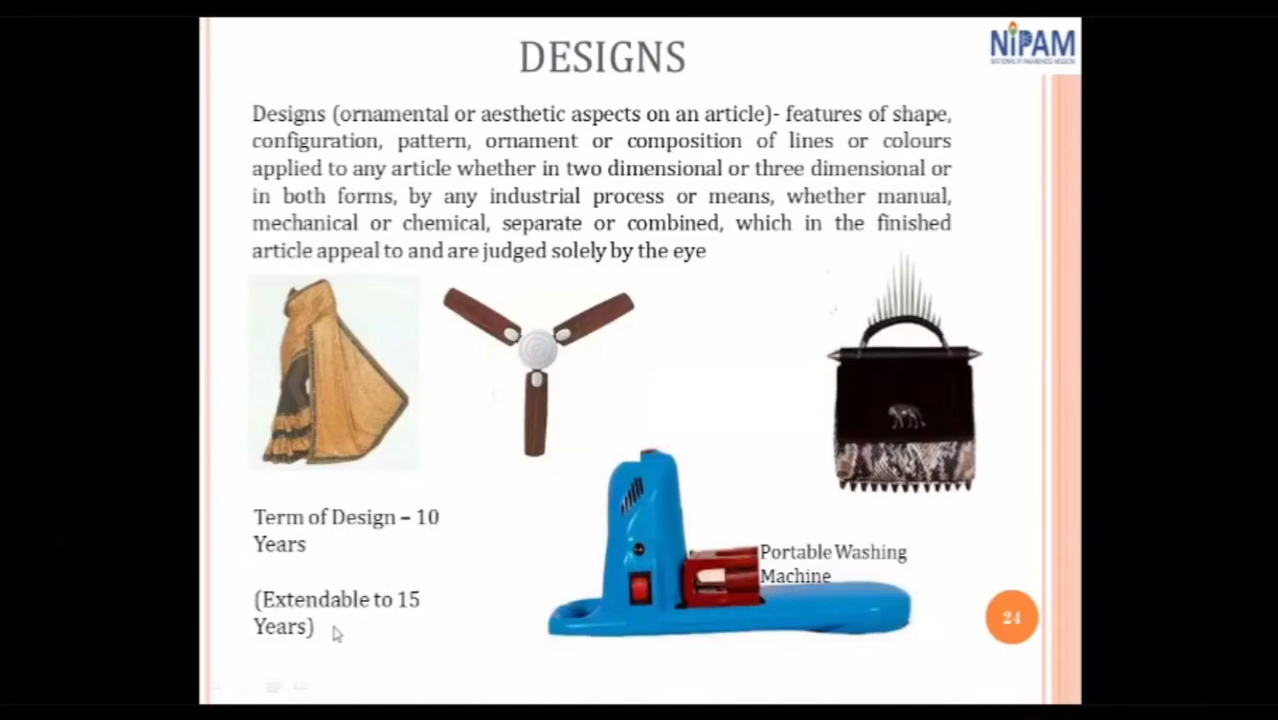 DESIGNS
NiPAM
Designs (ornamental or aesthetic aspects on an article)- features of shape,
configuration, pattern, ornament or composition of lines or colours
applied to any article whether in two dimensional or three dimensional or
in both forms, by any industrial process or means, whether manual,
mechanical or chemical, separate or combined, which in the finished
article appeal to and are judged solely by the eye
Term of Design – 10
Years
(Extendable to 15
Years)
Portable Washing
Machine
24